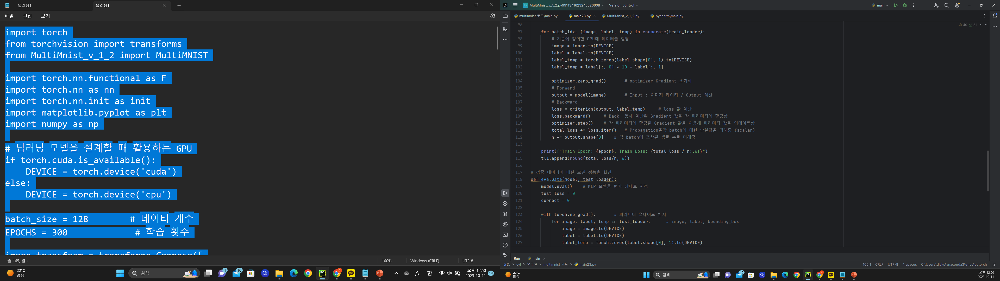 딥러닝1
딥러닝1
파일 편집 보기
import torch
from torchvision import transforms
from MultiMnist_v_1_2 import MultiMNIST
import torch.nn.functional as F
import torch.nn as nn
import torch.nn.init as init
import matplotlib.pyplot as plt
import numpy as np
# 딥러닝 모델을 설계할 때 활용하는 GPU
if torch.cuda.is_available():
    DEVICE = torch.device('cuda')
else:
    DEVICE = torch.device('cpu')
batch_size = 128        # 데이터 개수
EPOCHS = 300             # 학습 횟수
image_transform = transforms.Compose([
줄 165, 열 1 100% Windows (CRLF) UTF-8
22°C
맑음
검색
1
10
A 한
오후 12:50
2023-10-11
19
PC MM MultiMnist_v_1_2.py9911341623245520608 Version control main
multimnist 코드\main.py main23.py MultiMnist_v_1_2.py pycharm\main.py
49 21
96
97     for batch_idx, (image, label, temp) in enumerate(train_loader):
98         # 기존에 정의한 GPU에 데이터를 할당
99         image = image.to(DEVICE)
100         label = label.to(DEVICE)
101         label_temp = torch.zeros(label.shape[0], 1).to(DEVICE)
102         label_temp = label[:, 0] * 10 + label[:, 1]
103
104         optimizer.zero_grad()       # optimizer Gradient 초기화
105         # Forward
106         output = model(image)       # Input : 이미지 데이터 / Output 계산
107         # Backward
108         loss = criterion(output, label_temp)     # loss 값 계산
109         loss.backward()     # Back  통해 계산된 Gradient 값을 각 파라미터에 할당함
110         optimizer.step()    # 각 파라미터에 할당된 Gradient 값을 이용해 파라미터 값을 업데이트함
111         total_loss += loss.item()   # Propagation을각 batch에 대한 손실값을 더해줌 (scalar)
112         n += output.shape[0]    # 각 batch에 포함된 샘플 수를 더해줌
113
114     print(f"Train Epoch: {epoch}, Train Loss: {total_loss / n:.6f}")
115     tl1.append(round(total_loss/n, 6))
116
117 # 검증 데이터에 대한 모델 성능을 확인
118 def evaluate(model, test_loader):
119     model.eval()    # MLP 모델을 평가 상태로 지정
120     test_loss = 0
121     correct = 0
122
123     with torch.no_grad():       # 파라미터 업데이트 방지
124         for image, label, temp in test_loader:      # image, label, bounding_box
125             image = image.to(DEVICE)
126             label = label.to(DEVICE)
127             label_temp = torch.zeros(label.shape[0], 1).to(DEVICE)
Run main
D: > cyl > 연구실 > multimnist 코드 > main23.py 165:1 CRLF UTF-8 4 spaces C:\Users\dlcks\anaconda3\envs\pytorch
22°C
맑음
검색
10
오후 12:50
2023-10-11